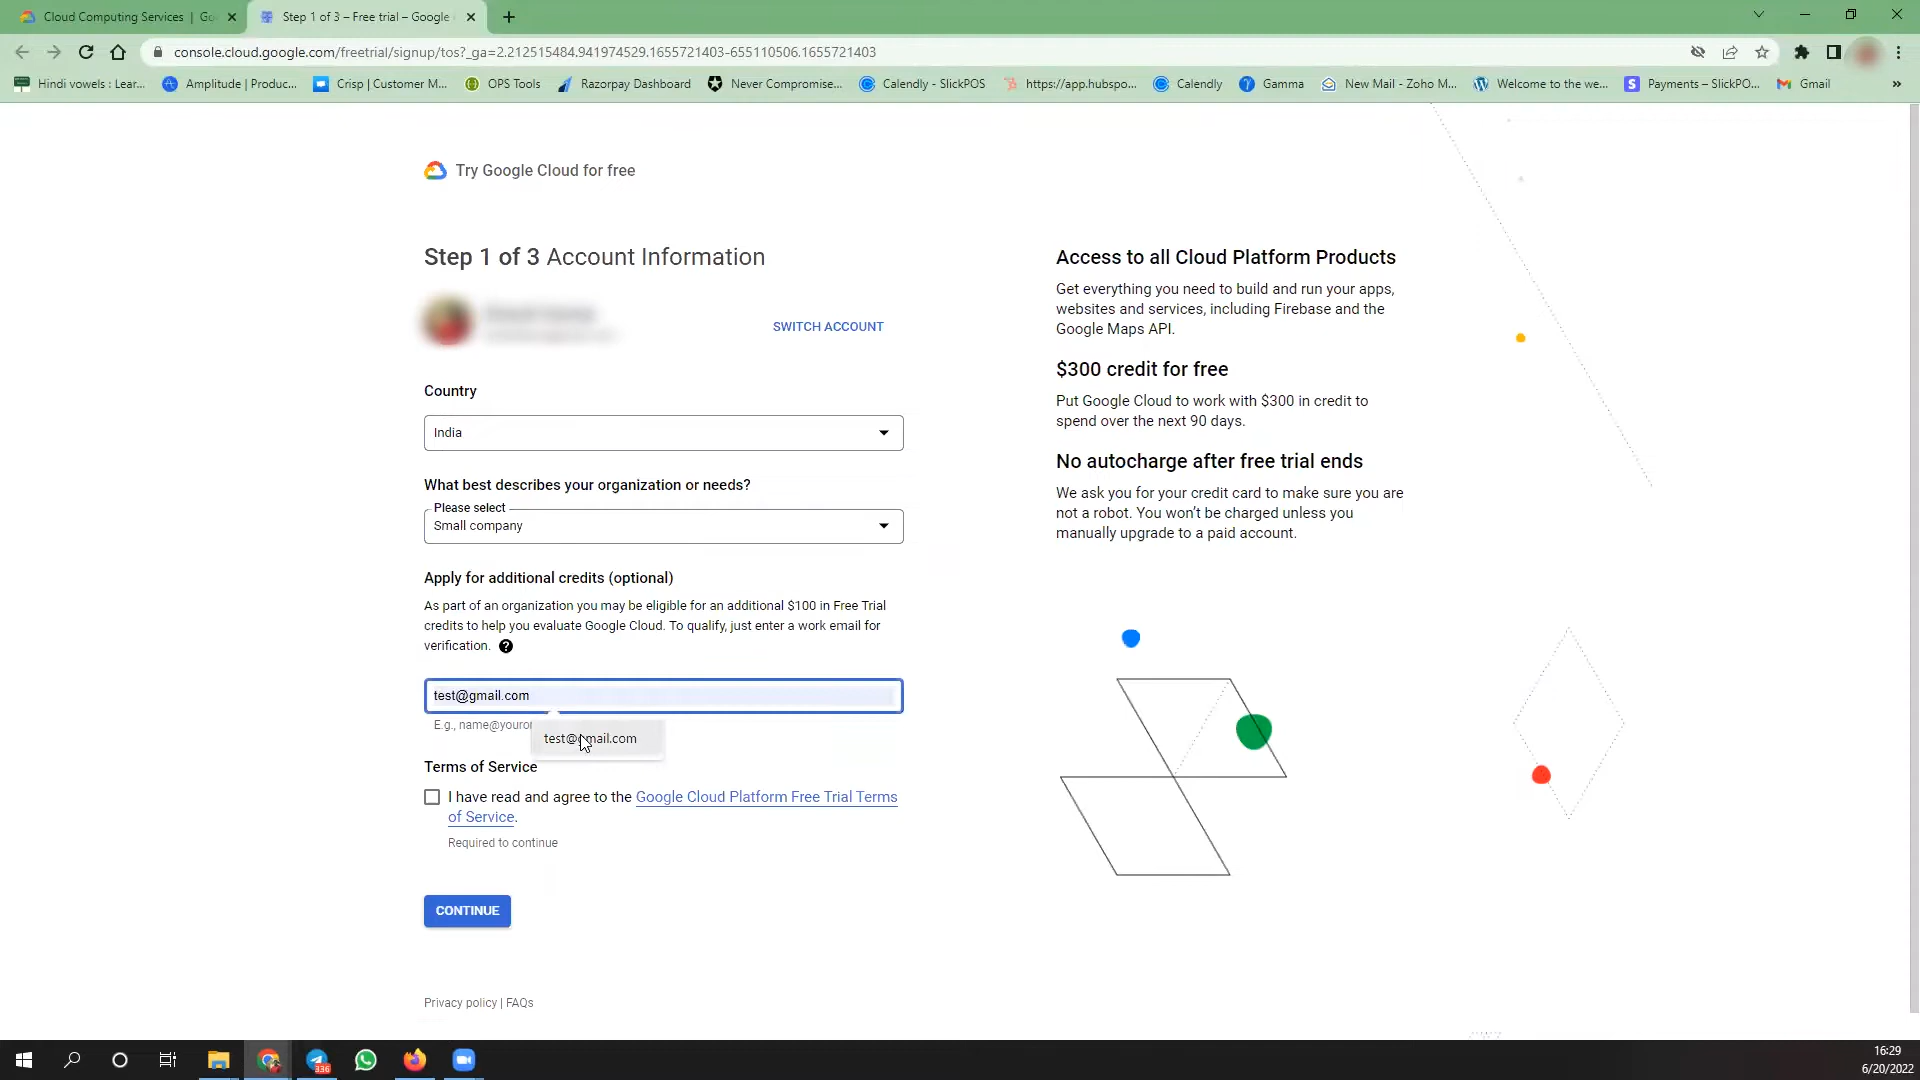 Cloud Computing Services | Go
Step 1 of 3 – Free trial – Google
console.cloud.google.com/freetrial/signup/tos?_ga=2.212515484.941974529.1655721403-655110506.1655721403
Hindi vowels : Lear...
Amplitude | Produc...
Crisp | Customer M...
OPS Tools
Razorpay Dashboard
Never Compromise...
Calendly - SlickPOS
https://app.hubspo...
Calendly
Gamma
New Mail - Zoho M...
Welcome to the we...
S
Payments – SlickPO...
Gmail
»
Try Google Cloud for free
Step 1 of 3 Account Information
SWITCH ACCOUNT
Country
India
What best describes your organization or needs?
Please select
Small company
Apply for additional credits (optional)
As part of an organization you may be eligible for an additional $100 in Free Trial
credits to help you evaluate Google Cloud. To qualify, just enter a work email for
verification. ?
test@gmail.com
E.g.,
test@gmail.com
Terms of Service
I have read and agree to the Google Cloud Platform Free Trial Terms
of Service.
Required to continue
CONTINUE
Privacy policy | FAQs
Access to all Cloud Platform Products
Get everything you need to build and run your apps,
websites and services, including Firebase and the
Google Maps API.
$300 credit for free
Put Google Cloud to work with $300 in credit to
spend over the next 90 days.
No autocharge after free trial ends
We ask you for your credit card to make sure you are
not a robot. You won’t be charged unless you
manually upgrade to a paid account.
336
16:29
6/20/2022